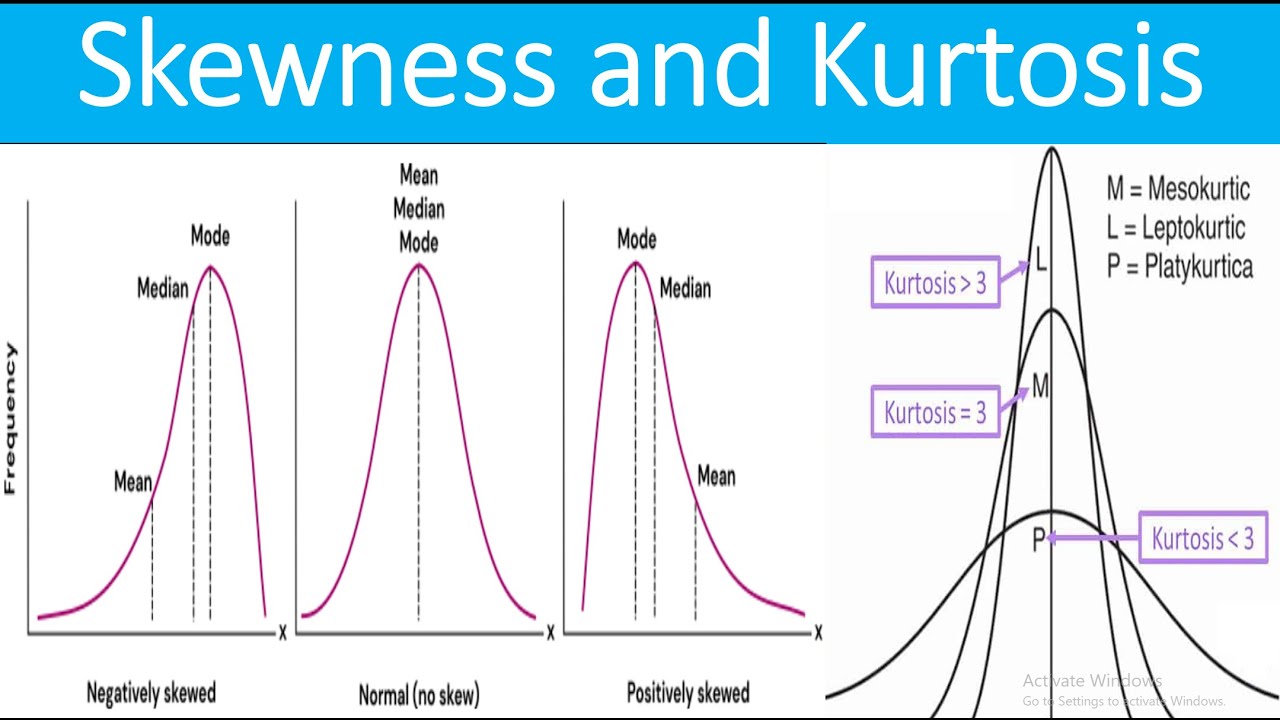 Skewness and Kurtosis
Frequency
Mode
Median
Mean
X
Negatively skewed
Mean
Median
Mode
X
Normal (no skew)
Mode
Median
Mean
X
Positively skewed
M = Mesokurtic
L = Leptokurtic
P = Platykurtica
Kurtosis > 3
L
Kurtosis = 3
M
P
Kurtosis < 3
Activate Windows
Go to Settings to activate Windows.